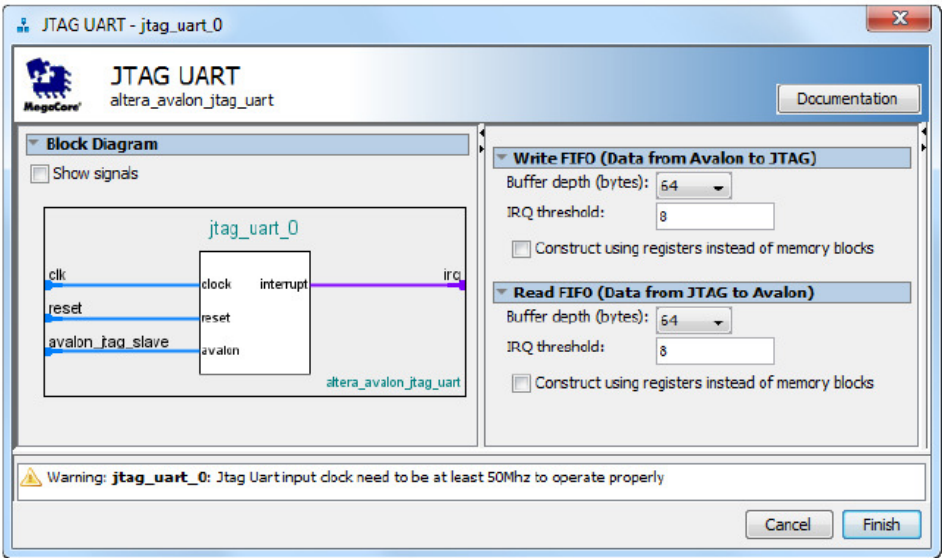 JTAG UART - jtag_uart_0
MegaCore'
JTAG UART
altera_avalon_jtag_uart
Documentation
Block Diagram
Show signals
jtag_uart_0
clk
clock
interrupt
irq
reset
reset
avalon_jtag_slave
avalon
altera_avalon_jtag_uart
Write FIFO (Data from Avalon to JTAG)
Buffer depth (bytes): 64
IRQ threshold: 8
Construct using registers instead of memory blocks
Read FIFO (Data from JTAG to Avalon)
Buffer depth (bytes): 64
IRQ threshold: 8
Construct using registers instead of memory blocks
Warning: jtag_uart_0: Jtag Uart input clock need to be at least 50Mhz to operate properly
Cancel
Finish